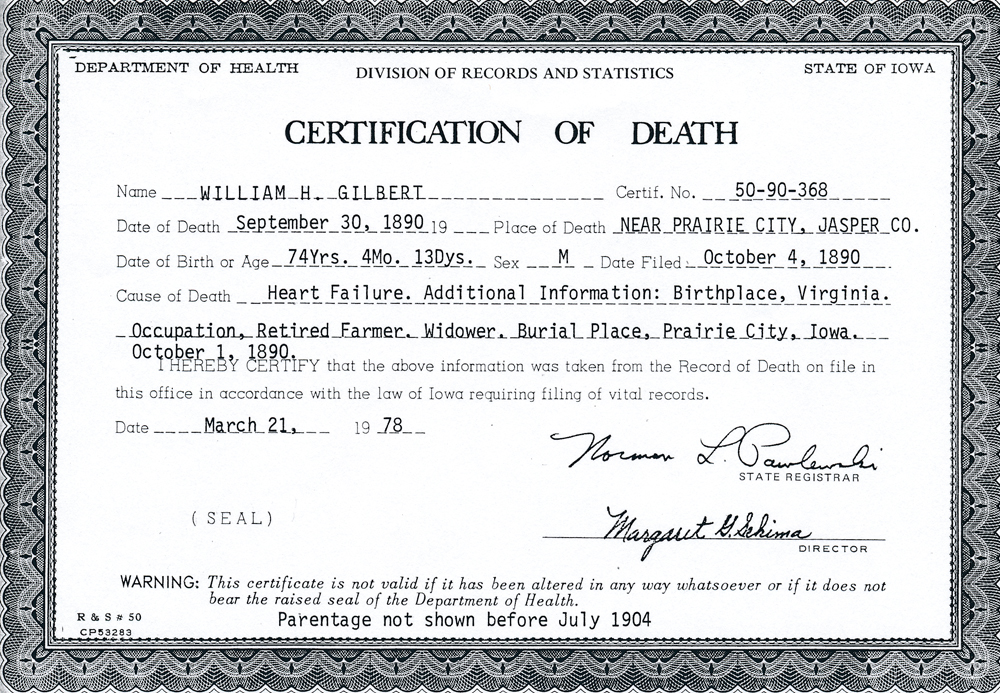 DEPARTMENT OF HEALTH DIVISION OF RECORDS AND STATISTICS STATE OF IOWA
CERTIFICATION OF DEATH
Name WILLIAM H. GILBERT Certif. No. 50-90-368
Date of Death September 30, 1890 19 Place of Death NEAR PRAIRIE CITY, JASPER CO.
Date of Birth or Age 74Yrs. 4Mo. 13Dys. Sex M Date Filed: October 4, 1890
Cause of Death Heart Failure. Additional Information: Birthplace, Virginia.
Occupation, Retired Farmer. Widower. Burial Place, Prairie City, Iowa.
October 1, 1890.
I HEREBY CERTIFY that the above information was taken from the Record of Death on file in
this office in accordance with the law of Iowa requiring filing of vital records.
Date March 21, 19 78
Norman L. Pawlewski
STATE REGISTRAR
(SEAL)
Margaret G. Schima
DIRECTOR
WARNING: This certificate is not valid if it has been altered in any way whatsoever or if it does not
bear the raised seal of the Department of Health.
R & S # 50 Parentage not shown before July 1904
CP53283